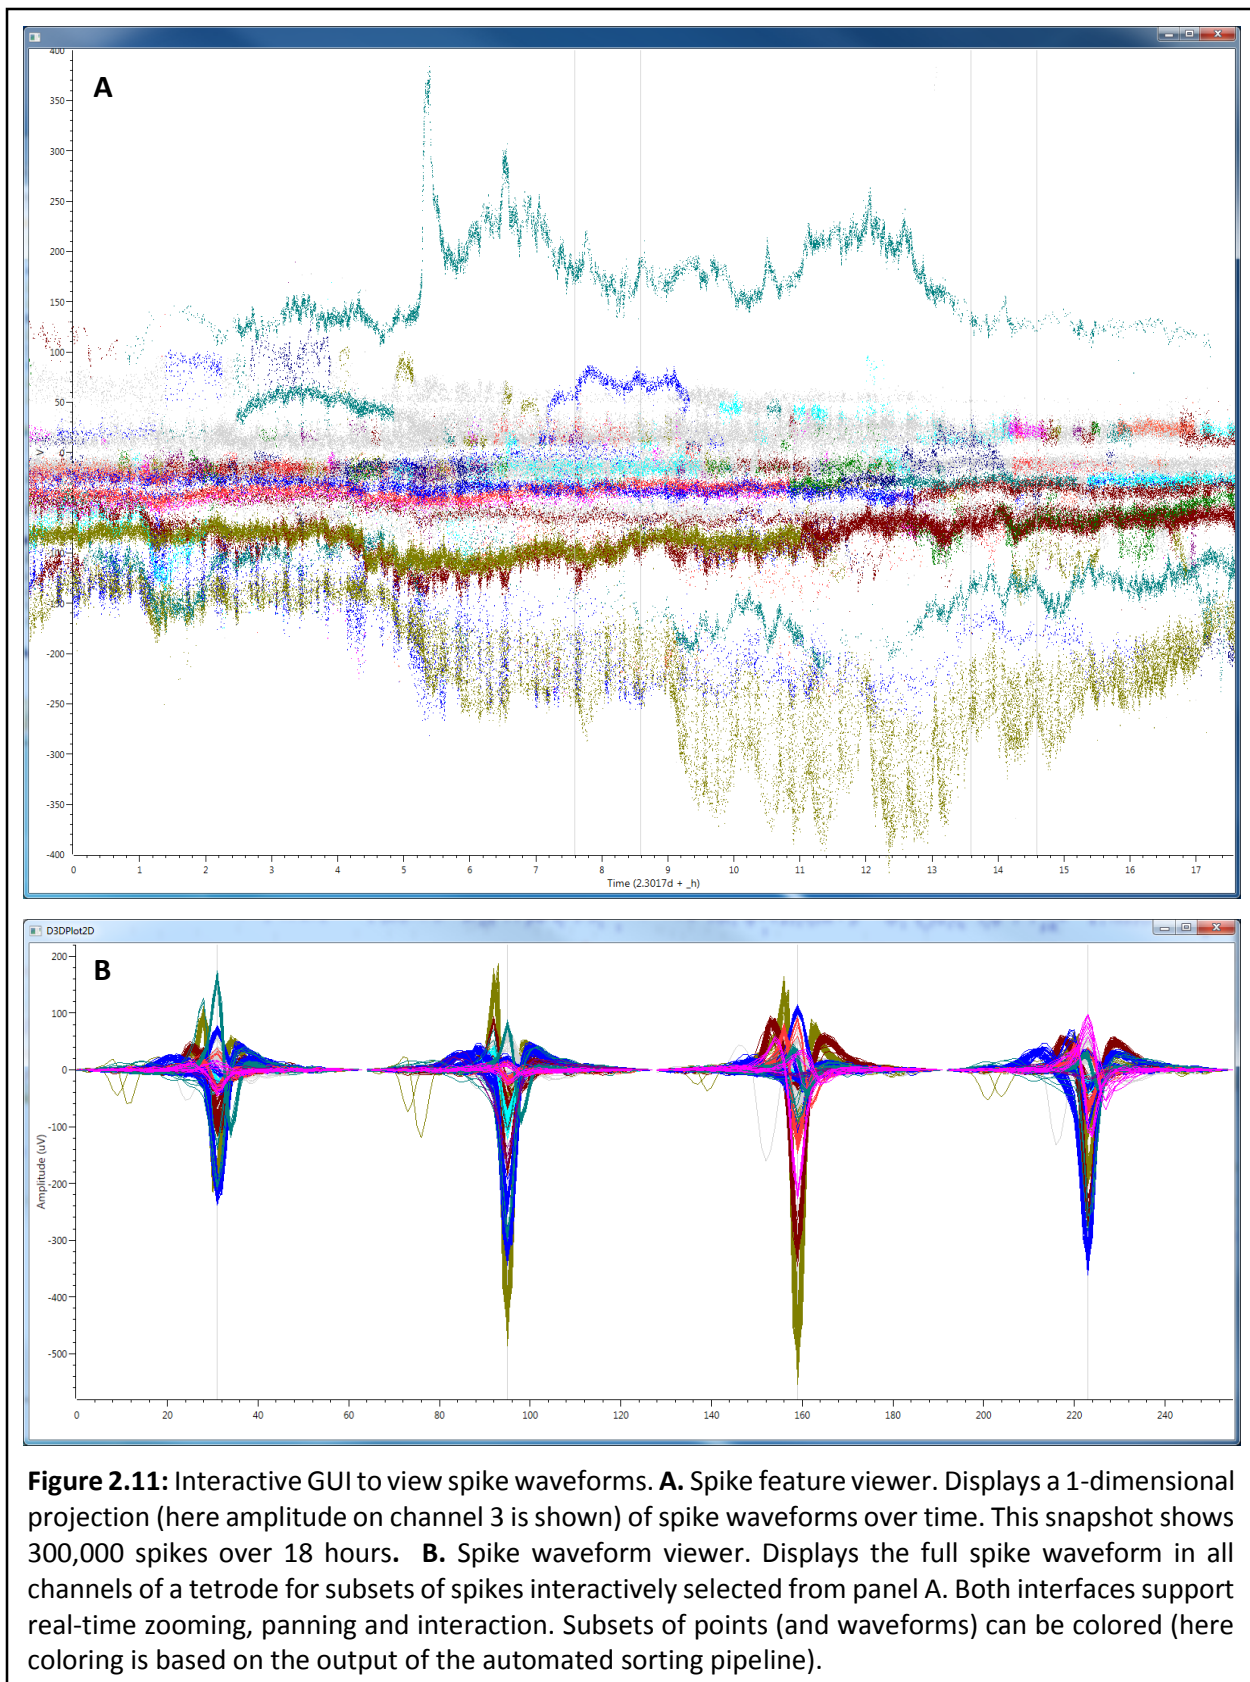 A
400
350
300
250
200
150
100
50
0
-150
-200
-250
-300
-350
-400
0 1 2 3 4 5 6 7 8 9 10 11 12 13 14 15 16 17
Time (2.3017d + _h)
D3DPlot2D
B
200
100
0
-100
-200
-300
-400
-500
Amplitude (uV)
0 20 40 60 80 100 120 140 160 180 200 220 240
Figure 2.11: Interactive GUI to view spike waveforms. A. Spike feature viewer. Displays a 1-dimensional
projection (here amplitude on channel 3 is shown) of spike waveforms over time. This snapshot shows
300,000 spikes over 18 hours. B. Spike waveform viewer. Displays the full spike waveform in all
channels of a tetrode for subsets of spikes interactively selected from panel A. Both interfaces support
real-time zooming, panning and interaction. Subsets of points (and waveforms) can be colored (here
coloring is based on the output of the automated sorting pipeline).